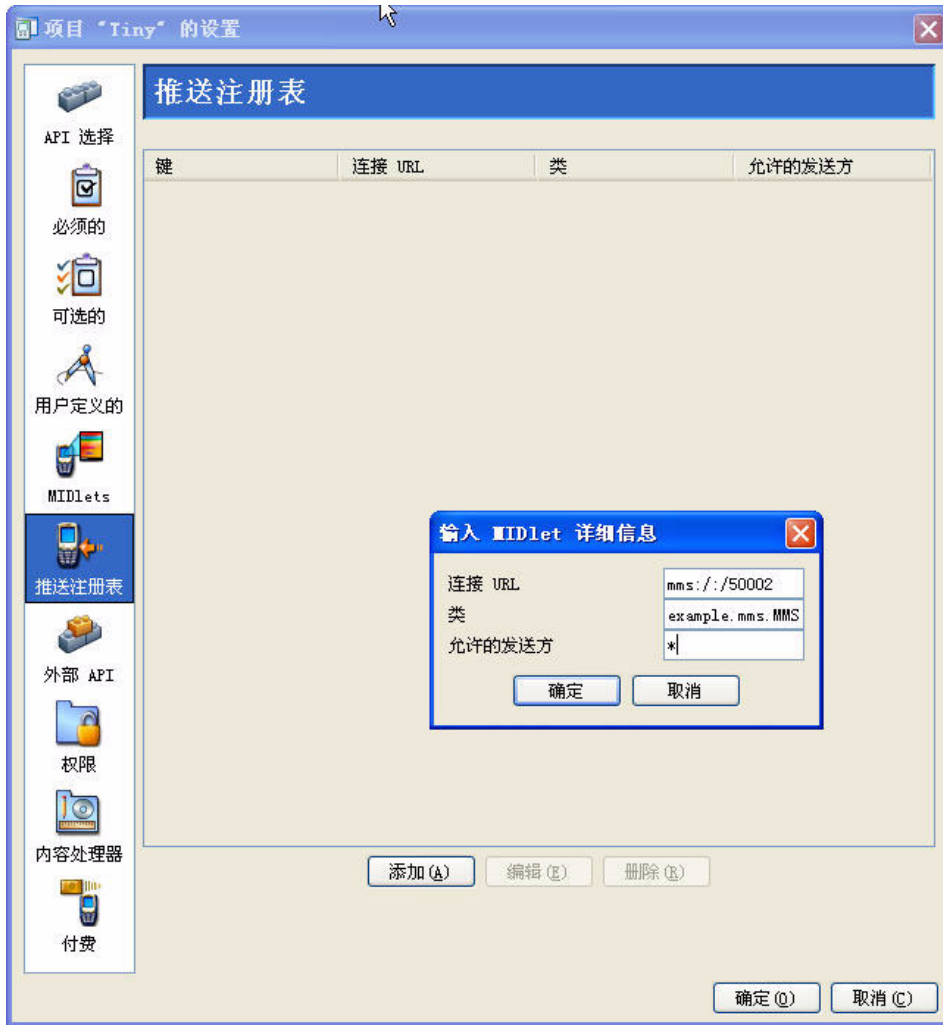 项目 "Tiny" 的设置
API 选择
必须的
可选的
用户定义的
MIDlets
推送注册表
外部 API
权限
内容处理器
付费
推送注册表
键 连接 URL 类 允许的发送方
输入 MIDlet 详细信息
连接 URL mms:/:/50002
类 example.mms.MMS
允许的发送方 *
确定 取消
添加(A) 编辑(E) 删除(R)
确定(O) 取消(C)